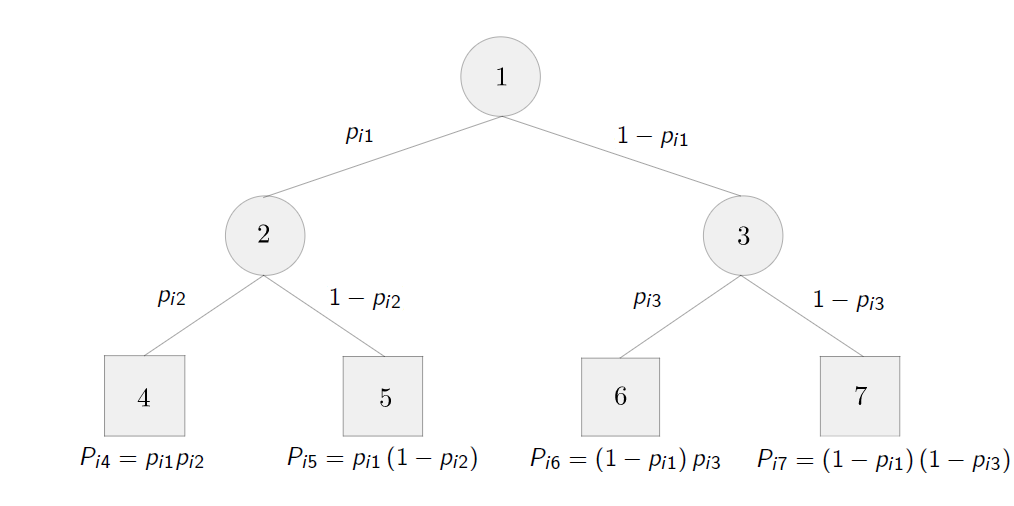 1
p_{i1} 1 − p_{i1}
2 3
p_{i2} 1 − p_{i2} p_{i3} 1 − p_{i3}
4 5 6 7
P_{i4} = p_{i1}p_{i2} P_{i5} = p_{i1} (1 − p_{i2}) P_{i6} = (1 − p_{i1}) p_{i3} P_{i7} = (1 − p_{i1}) (1 − p_{i3})